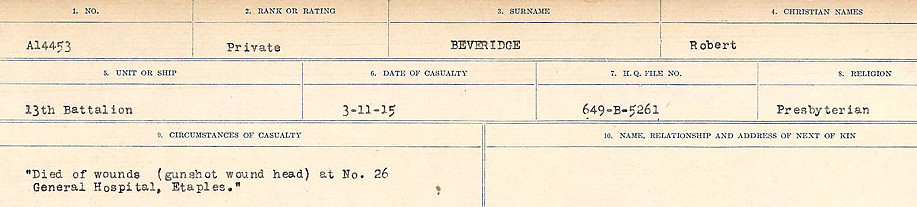 1. NO. 2. RANK OR RATING 3. SURNAME 4. CHRISTIAN NAMES
A14453 Private BEVERIDGE Robert
5. UNIT OR SHIP 6. DATE OF CASUALTY 7. H.Q. FILE NO. 8. RELIGION
13th Battalion 3-11-15 649-B-5261 Presbyterian
9. CIRCUMSTANCES OF CASUALTY 10. NAME, RELATIONSHIP AND ADDRESS OF NEXT OF KIN
"Died of wounds (gunshot wound head) at No. 26
General Hospital, Etaples."